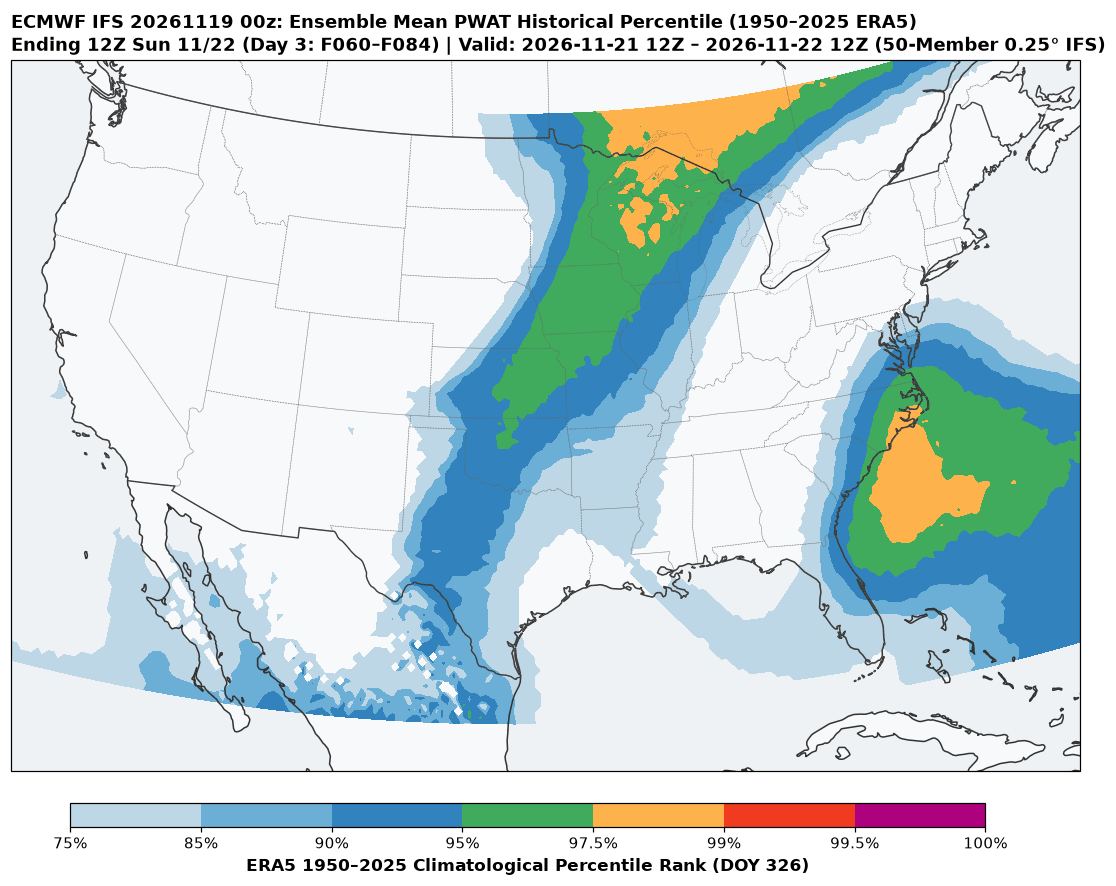 ECMWF IFS 20261119 00z: Ensemble Mean PWAT Historical Percentile (1950–2025 ERA5)
Ending 12Z Sun 11/22 (Day 3: F060–F084) | Valid: 2026-11-21 12Z – 2026-11-22 12Z (50-Member 0.25° IFS)
75% 85% 90% 95% 97.5% 99% 99.5% 100%
ERA5 1950–2025 Climatological Percentile Rank (DOY 326)